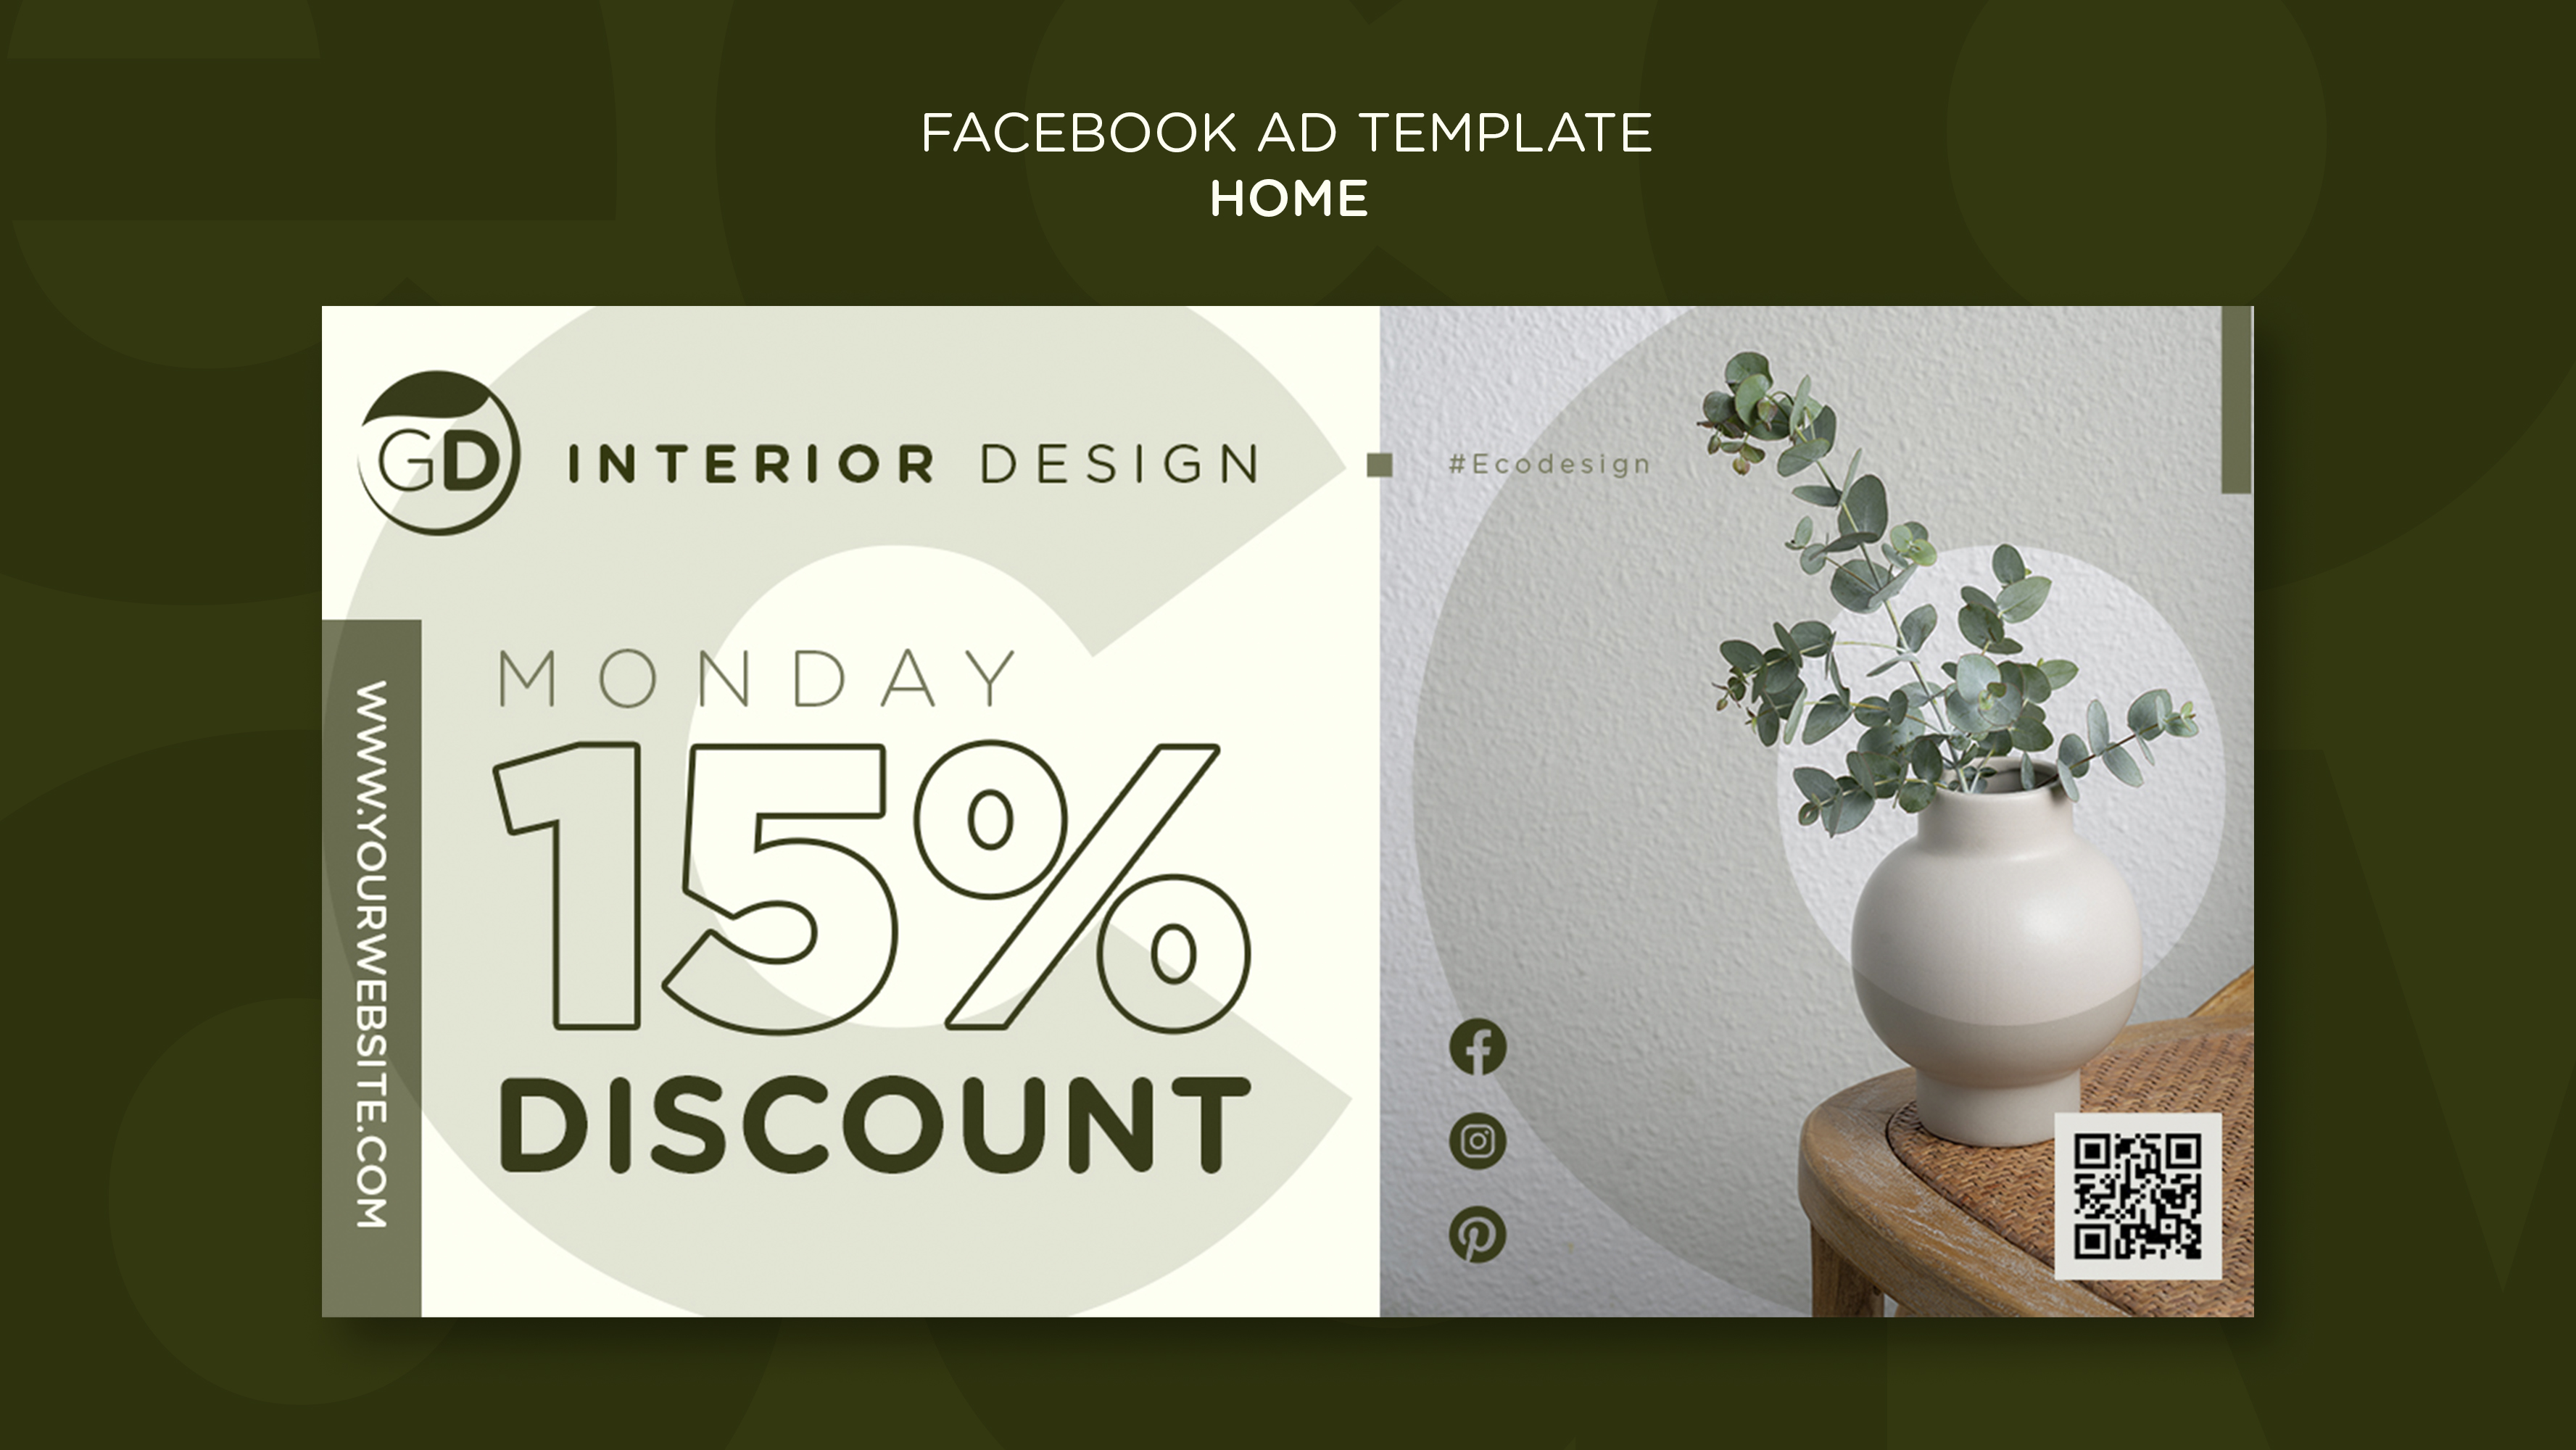 FACEBOOK AD TEMPLATE
HOME
GD
INTERIOR DESIGN
#Ecodesign
MONDAY
15%
DISCOUNT
WWW.YOURWEBSITE.COM